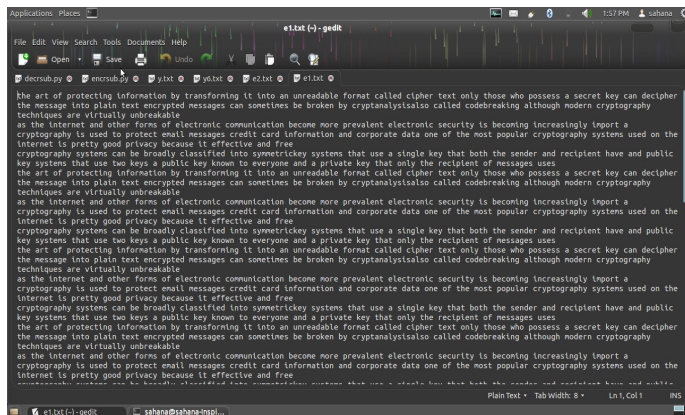 Applications Places
1:57 PM sahana
e1.txt (~) - gedit
File Edit View Search Tools Documents Help
Open Save Undo
decrsub.py encrsub.py y.txt y6.txt e2.txt e1.txt
the art of protecting information by transforming it into an unreadable format called cipher text only those who possess a secret key can decipher
the message into plain text encrypted messages can sometimes be broken by cryptanalysisalso called codebreaking although modern cryptography
techniques are virtually unbreakable
as the internet and other forms of electronic communication become more prevalent electronic security is becoming increasingly import a
cryptography is used to protect email messages credit card information and corporate data one of the most popular cryptography systems used on the
internet is pretty good privacy because it effective and free
cryptography systems can be broadly classified into symmetrickey systems that use a single key that both the sender and recipient have and public
key systems that use two keys a public key known to everyone and a private key that only the recipient of messages uses
the art of protecting information by transforming it into an unreadable format called cipher text only those who possess a secret key can decipher
the message into plain text encrypted messages can sometimes be broken by cryptanalysisalso called codebreaking although modern cryptography
techniques are virtually unbreakable
as the internet and other forms of electronic communication become more prevalent electronic security is becoming increasingly import a
cryptography is used to protect email messages credit card information and corporate data one of the most popular cryptography systems used on the
internet is pretty good privacy because it effective and free
cryptography systems can be broadly classified into symmetrickey systems that use a single key that both the sender and recipient have and public
key systems that use two keys a public key known to everyone and a private key that only the recipient of messages uses
the art of protecting information by transforming it into an unreadable format called cipher text only those who possess a secret key can decipher
the message into plain text encrypted messages can sometimes be broken by cryptanalysisalso called codebreaking although modern cryptography
techniques are virtually unbreakable
as the internet and other forms of electronic communication become more prevalent electronic security is becoming increasingly import a
cryptography is used to protect email messages credit card information and corporate data one of the most popular cryptography systems used on the
internet is pretty good privacy because it effective and free
cryptography systems can be broadly classified into symmetrickey systems that use a single key that both the sender and recipient have and public
key systems that use two keys a public key known to everyone and a private key that only the recipient of messages uses
the art of protecting information by transforming it into an unreadable format called cipher text only those who possess a secret key can decipher
the message into plain text encrypted messages can sometimes be broken by cryptanalysisalso called codebreaking although modern cryptography
techniques are virtually unbreakable
as the internet and other forms of electronic communication become more prevalent electronic security is becoming increasingly import a
cryptography is used to protect email messages credit card information and corporate data one of the most popular cryptography systems used on the
internet is pretty good privacy because it effective and free
Plain Text Tab Width: 8 Ln 1, Col 1 INS
e1.txt (~) - gedit sahana@sahana-Inspi...